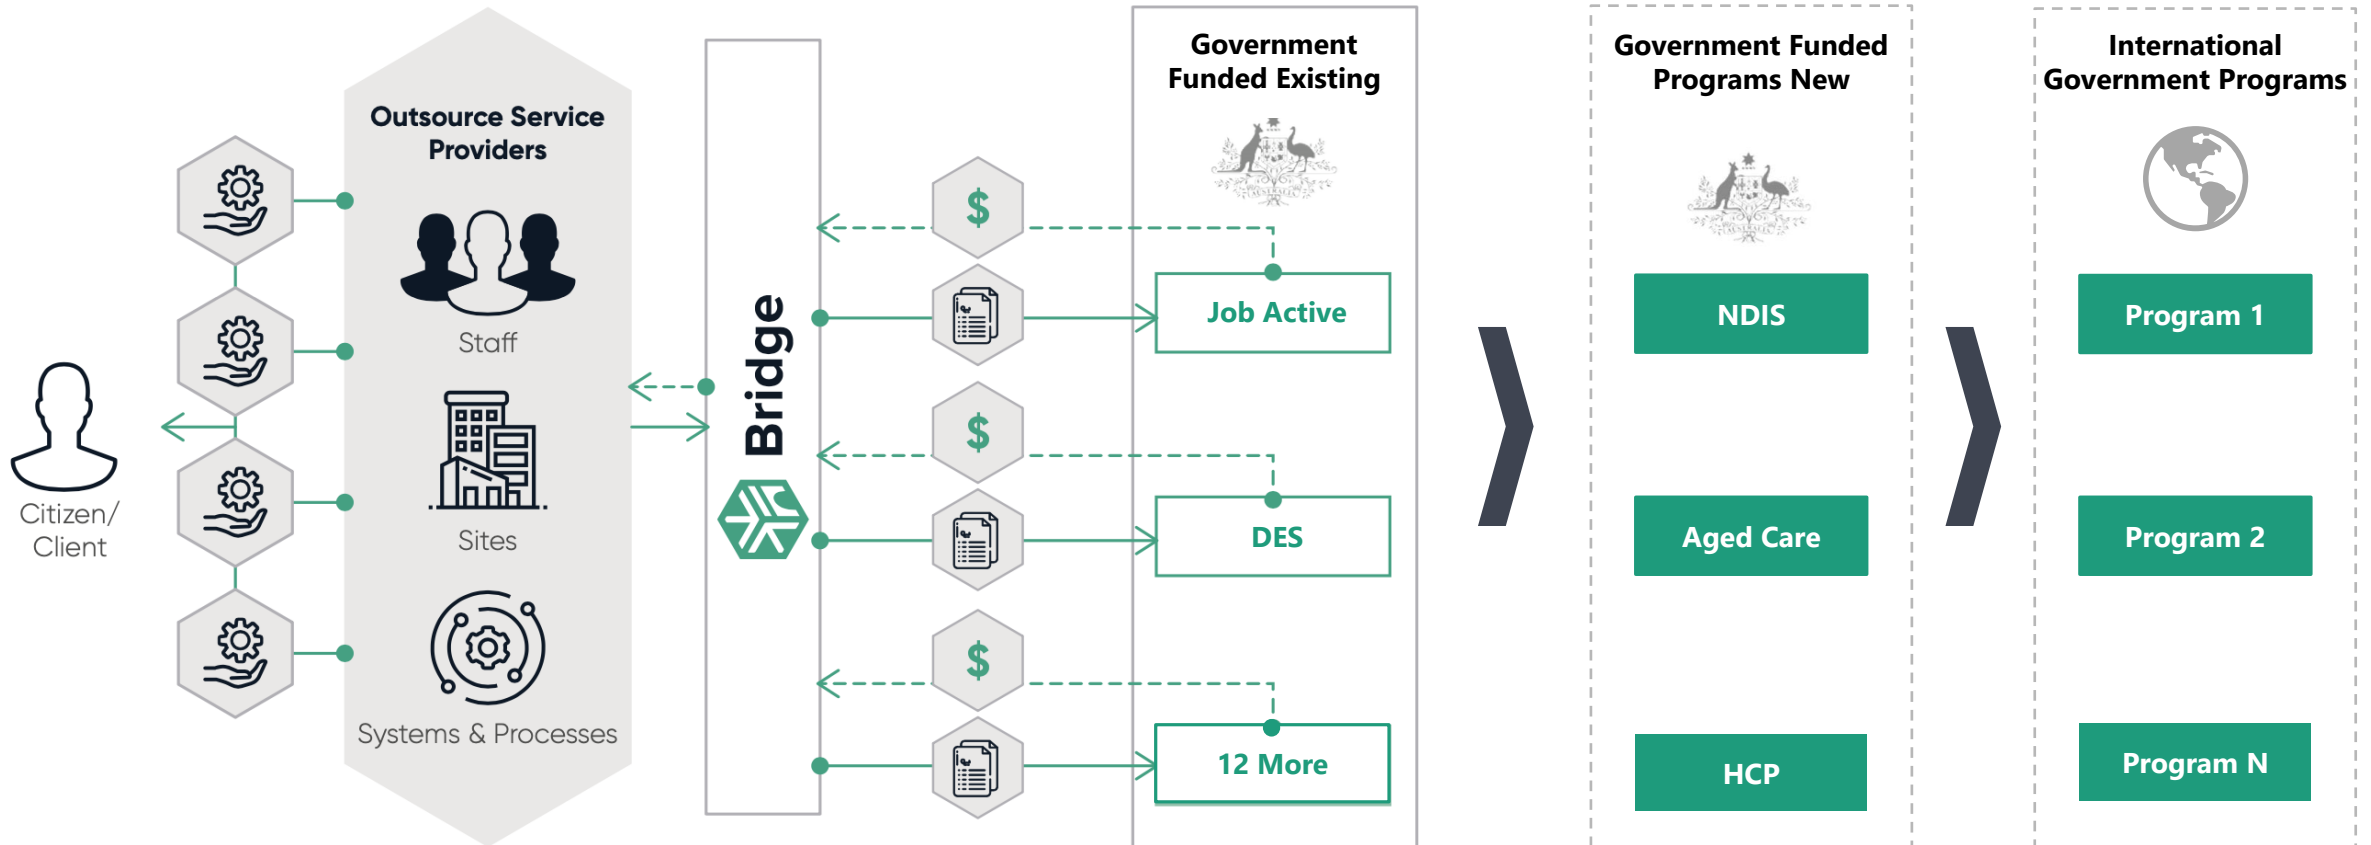 Outsource Service
Providers
Staff
Sites
Systems & Processes
Citizen/
Client
Bridge
$
$
$
Government
Funded Existing
Job Active
DES
12 More
Government Funded
Programs New
NDIS
Aged Care
HCP
International
Government Programs
Program 1
Program 2
Program N